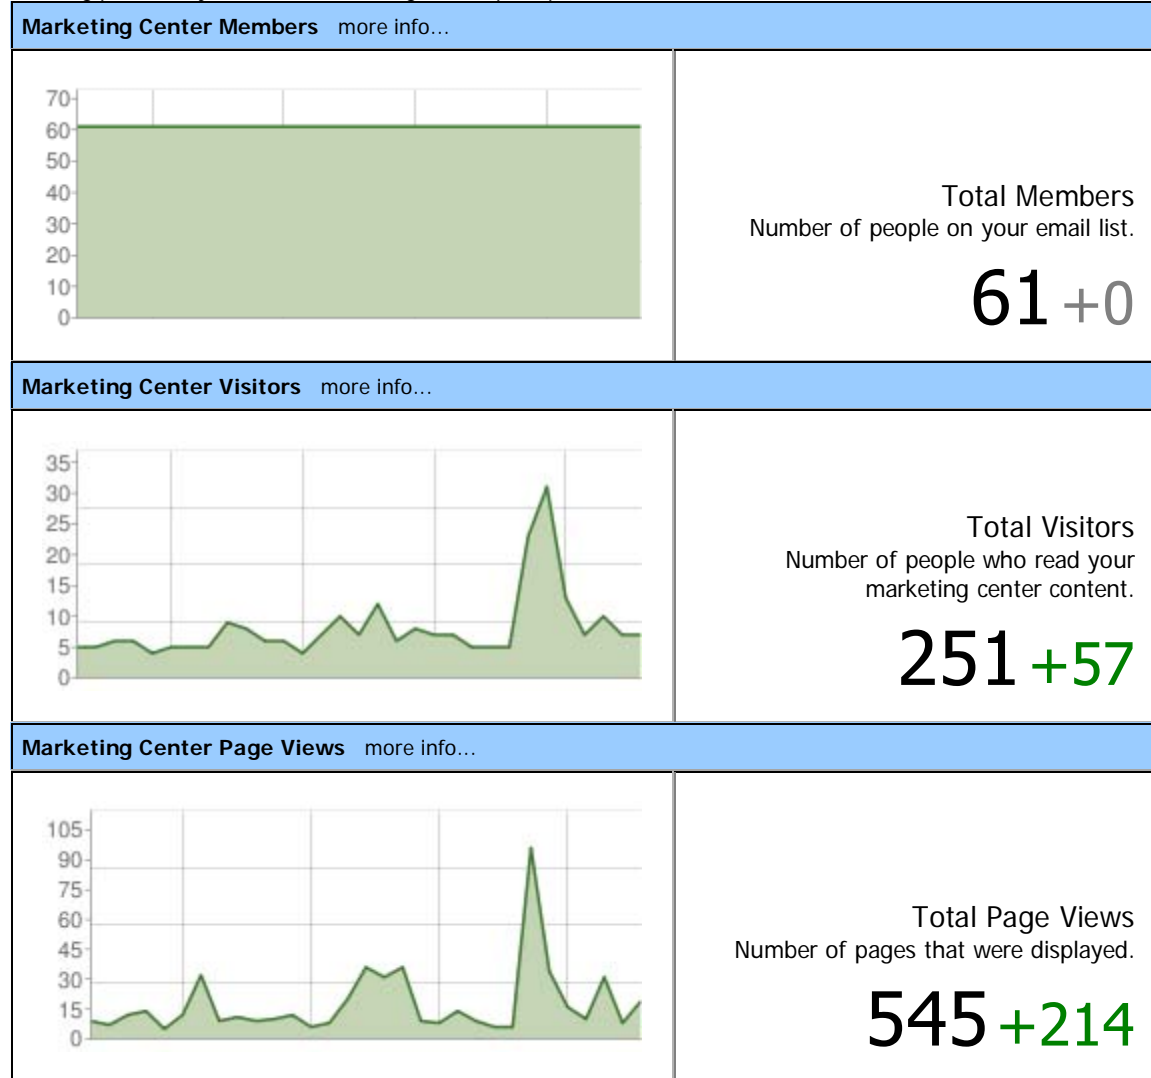 Marketing Center Members more info...
70
60
50
40
30
20
10
0
Total Members
Number of people on your email list.
61 +0
Marketing Center Visitors more info...
35
30
25
20
15
10
5
0
Total Visitors
Number of people who read your
marketing center content.
251 +57
Marketing Center Page Views more info...
105
90
75
60
45
30
15
0
Total Page Views
Number of pages that were displayed.
545 +214